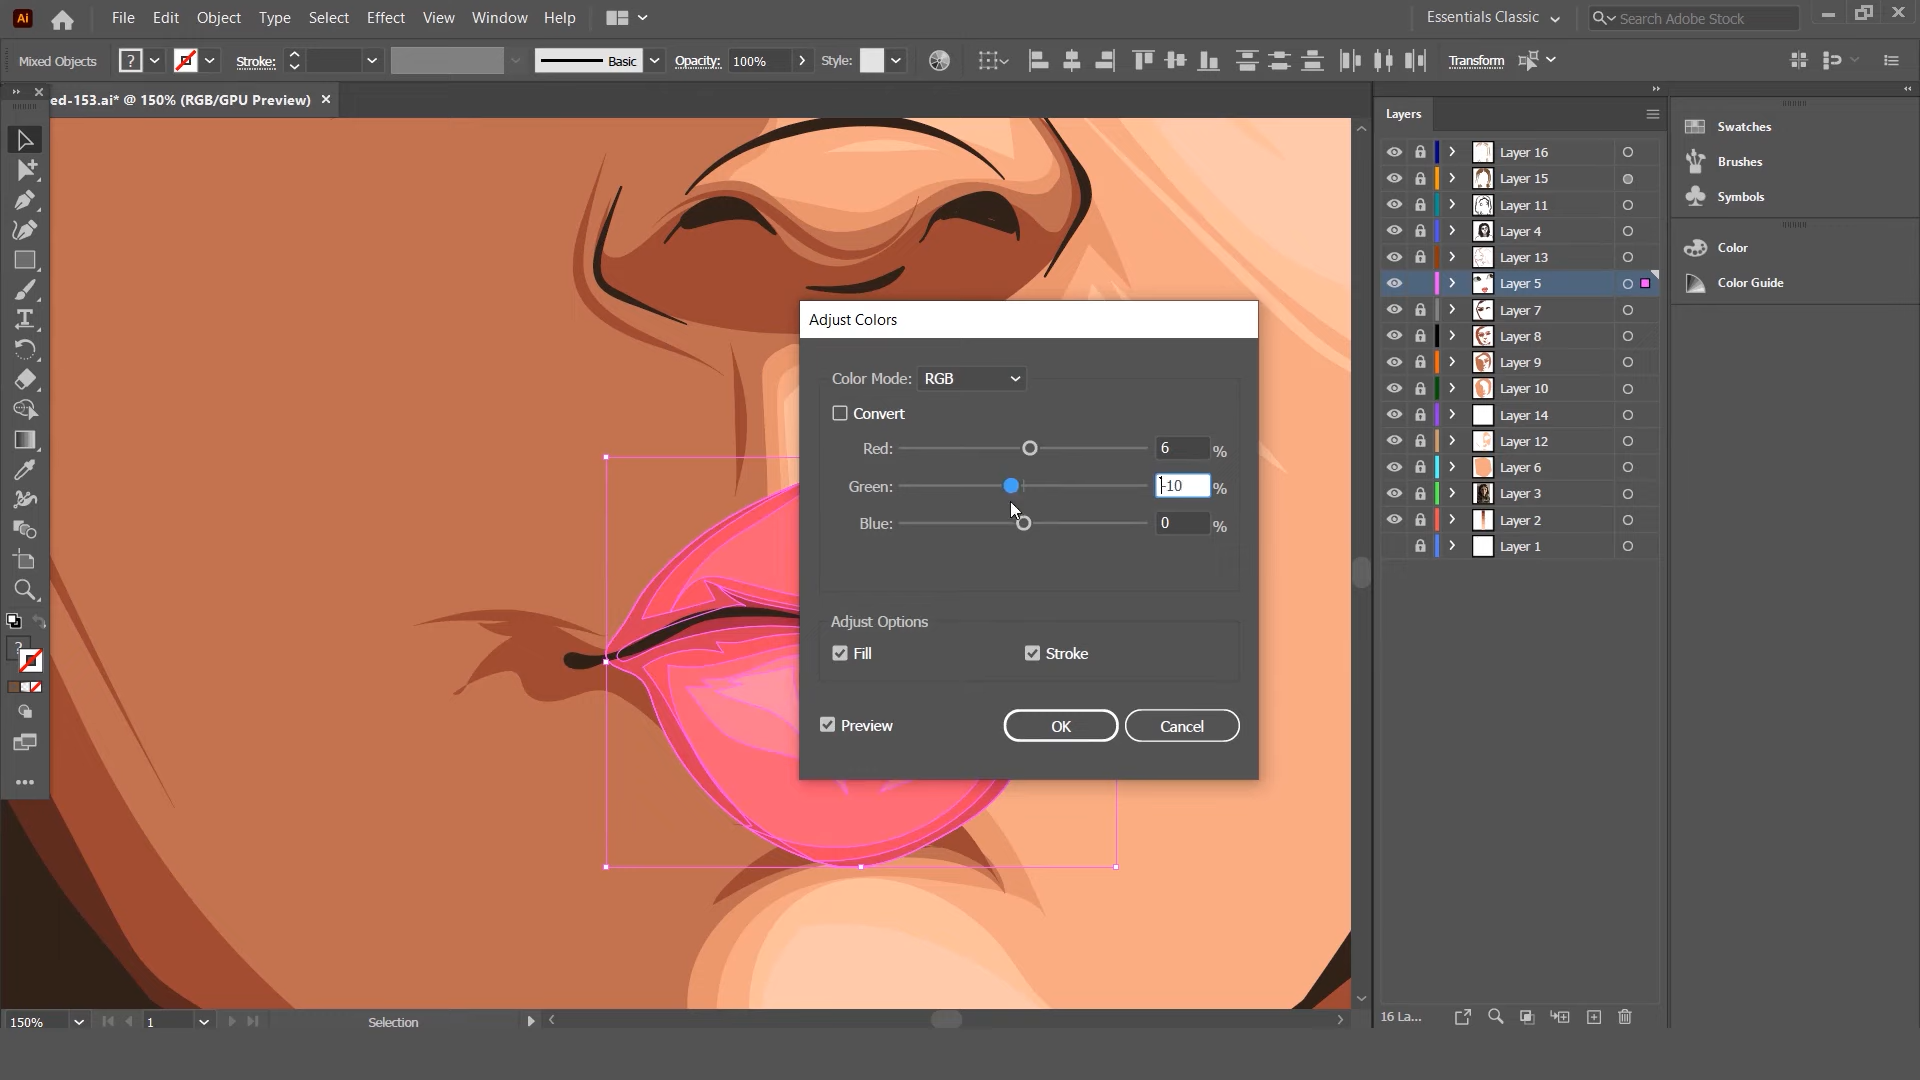 Ai File Edit Object Type Select Effect View Window Help Essentials Classic Search Adobe Stock
Mixed Objects ? Stroke: Basic Opacity: 100% Style: Transform
ed-153.ai* @ 150% (RGB/GPU Preview) ×
Layers
Layer 16
Layer 15
Layer 11
Layer 4
Layer 13
Layer 5
Layer 7
Layer 8
Layer 9
Layer 10
Layer 14
Layer 12
Layer 6
Layer 3
Layer 2
Layer 1
Swatches
Brushes
Symbols
Color
Color Guide
Adjust Colors
Color Mode: RGB
Convert
Red: 6 %
Green: -10 %
Blue: 0 %
Adjust Options
Fill Stroke
Preview OK Cancel
?
150% 1 Selection 16 La...